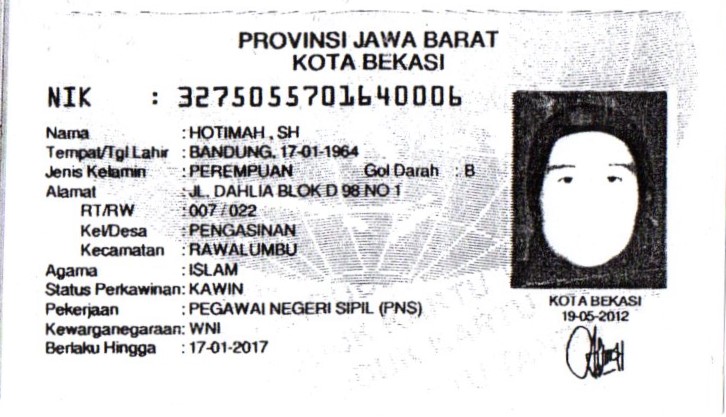 PROVINSI JAWA BARAT
KOTA BEKASI
NIK : 3275055701640006
Nama : HOTIMAH , SH
Tempat/Tgl Lahir : BANDUNG, 17-01-1964
Jenis Kelamin : PEREMPUAN Gol Darah : B
Alamat : JL. DAHLIA BLOK D 98 NO 1
RT/RW : 007 / 022
Kel/Desa : PENGASINAN
Kecamatan : RAWALUMBU
Agama : ISLAM
Status Perkawinan: KAWIN
Pekerjaan : PEGAWAI NEGERI SIPIL (PNS)
Kewarganegaraan: WNI
Berlaku Hingga : 17-01-2017
KOTA BEKASI
19-05-2012